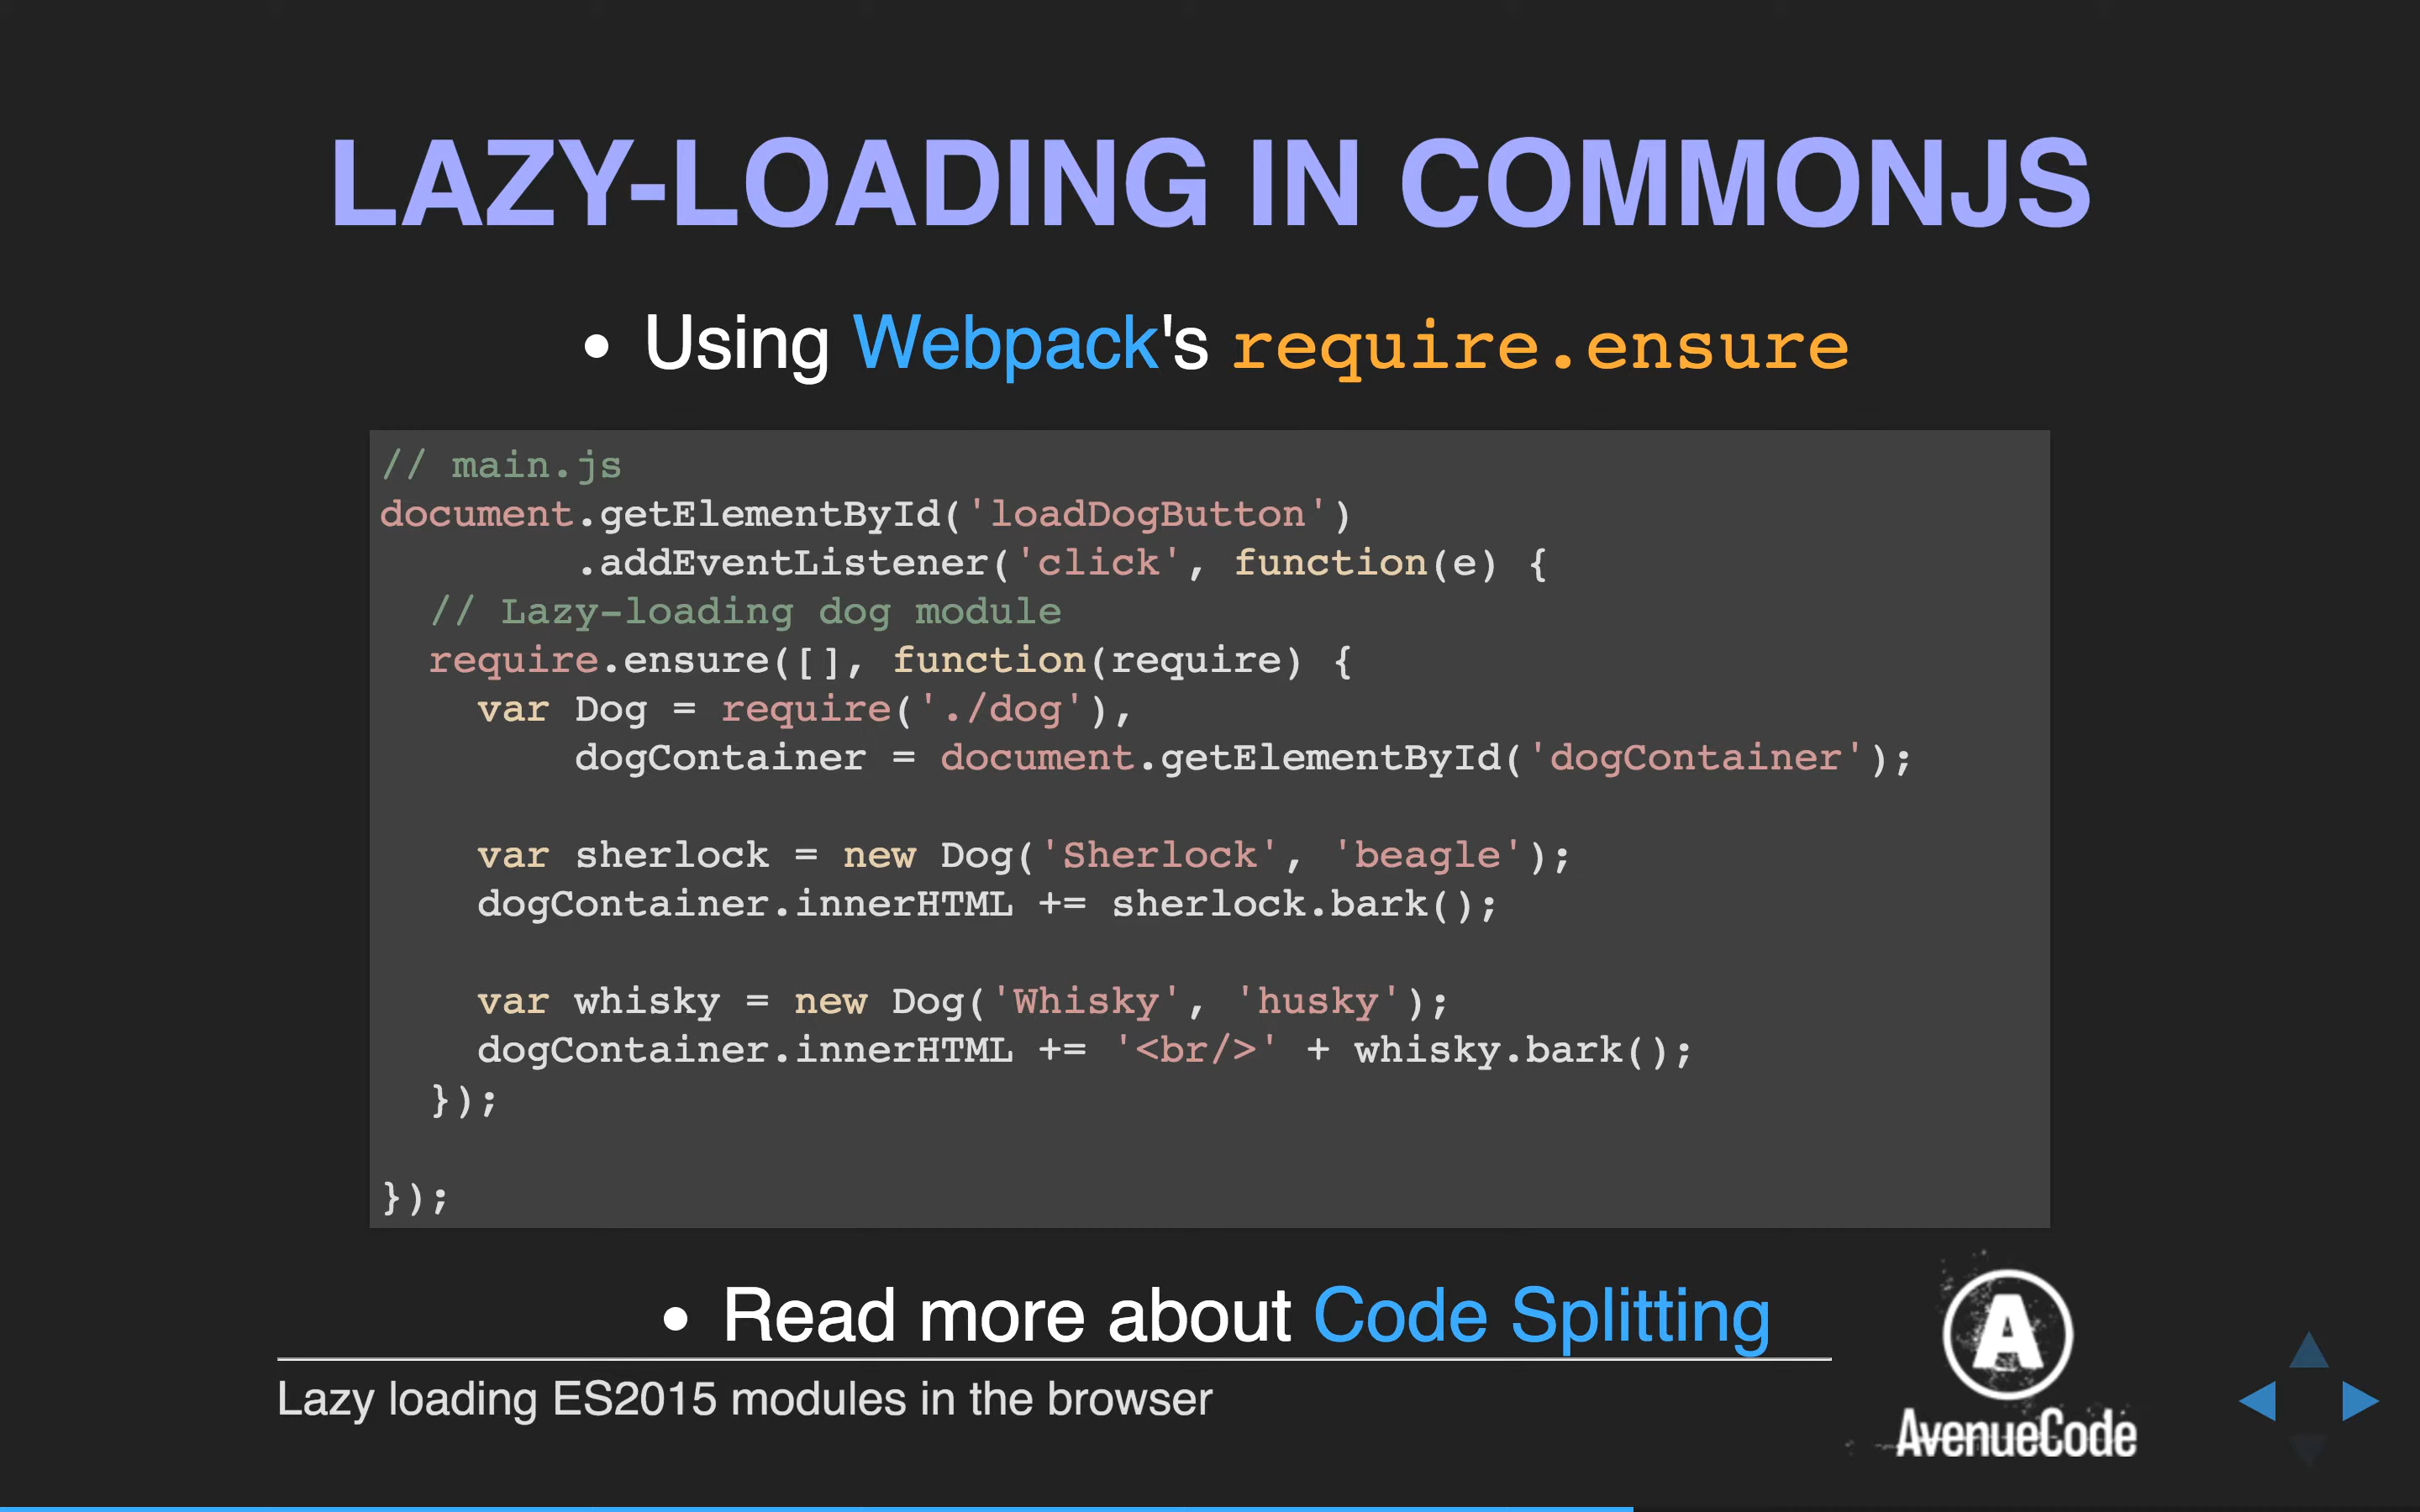 LAZY-LOADING IN COMMONJS
• Using Webpack's require.ensure
// main.js
document.getElementById('loadDogButton')
        .addEventListener('click', function(e) {
  // Lazy-loading dog module
  require.ensure([], function(require) {
    var Dog = require('./dog'),
        dogContainer = document.getElementById('dogContainer');

    var sherlock = new Dog('Sherlock', 'beagle');
    dogContainer.innerHTML += sherlock.bark();

    var whisky = new Dog('Whisky', 'husky');
    dogContainer.innerHTML += '<br/>' + whisky.bark();
  });

});
• Read more about Code Splitting
Lazy loading ES2015 modules in the browser
A
AvenueCode